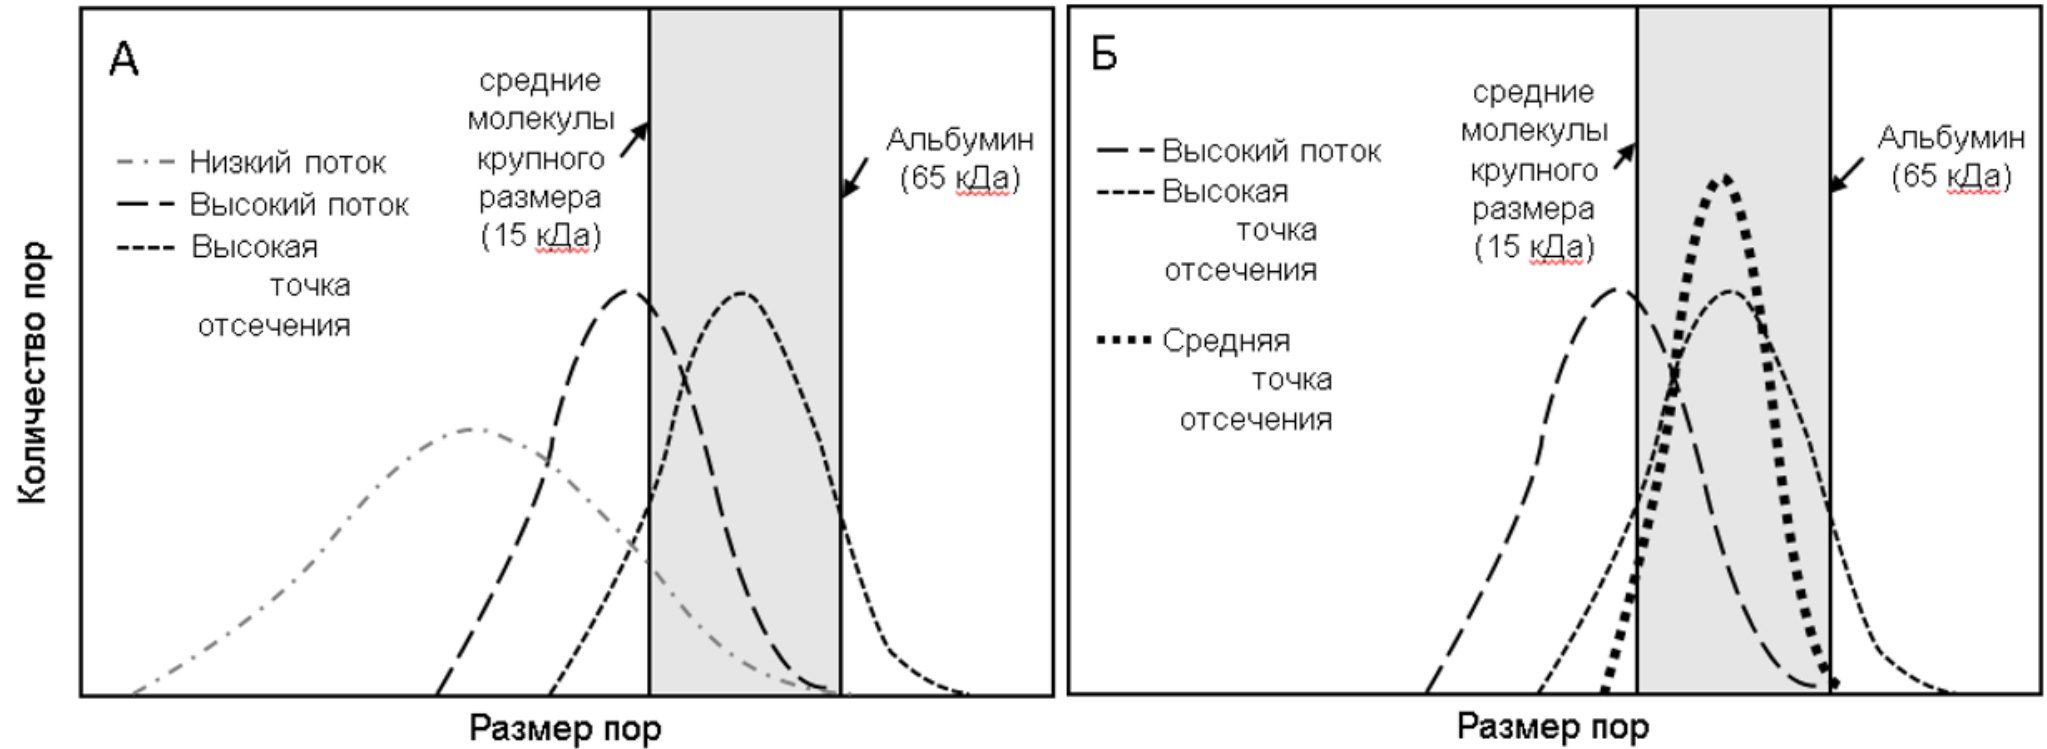 А
средние
молекулы
крупного
размера
(15 кДа)
Альбумин
(65 кДа)
Низкий поток
Высокий поток
Высокая
точка
отсечения
Количество пор
Размер пор
Б
средние
молекулы
крупного
размера
(15 кДа)
Альбумин
(65 кДа)
Высокий поток
Высокая
точка
отсечения
Средняя
точка
отсечения
Размер пор